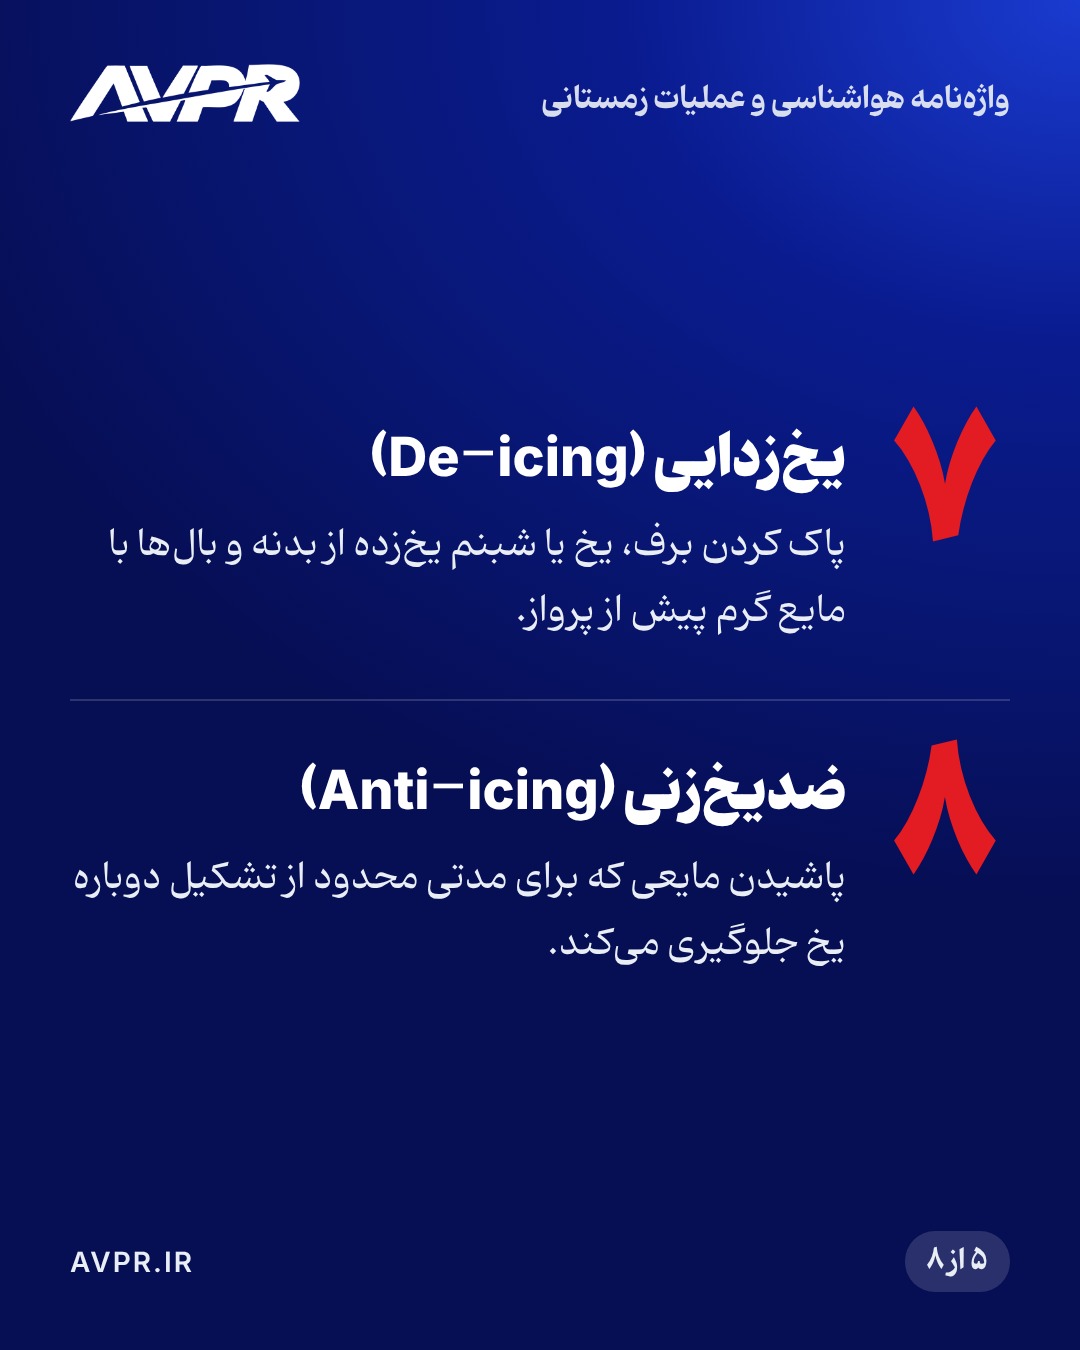 واژه‌نامه هواشناسی و عملیات زمستانی
AVPR
۷
یخ‌زدایی (De-icing)
پاک کردن برف، یخ یا شبنم یخ‌زده از بدنه و بال‌ها با
مایع گرم پیش از پرواز.
۸
ضدیخ‌زنی (Anti-icing)
پاشیدن مایعی که برای مدتی محدود از تشکیل دوباره
یخ جلوگیری می‌کند.
۵ از ۸
AVPR.IR